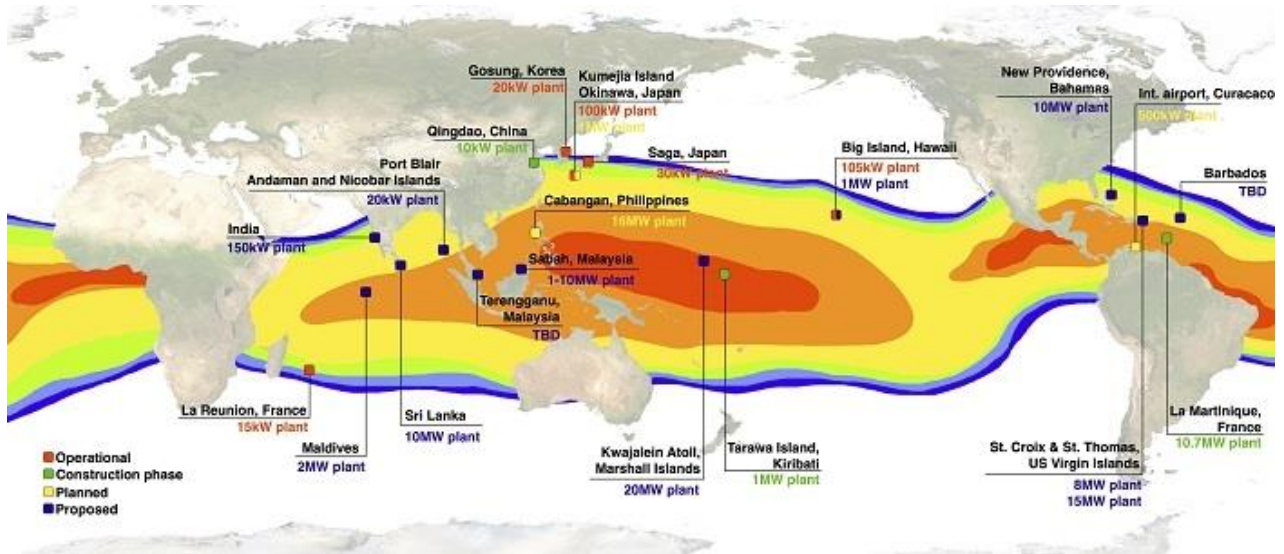 Gosung, Korea
20kW plant
Kumejia Island
Okinawa, Japan
100kW plant
1MW plant
New Providence,
Bahamas
10MW plant
Int. airport, Curacaco
500kW plant
Qingdao, China
10kW plant
Saga, Japan
30kW plant
Big Island, Hawaii
105kW plant
1MW plant
Port Blair
Andaman and Nicobar Islands
20kW plant
Barbados
TBD
Cabangan, Philippines
16MW plant
India
150kW plant
Sabah, Malaysia
1-10MW plant
Terengganu,
Malaysia
TBD
La Reunion, France
15kW plant
Sri Lanka
10MW plant
Maldives
2MW plant
Kwajalein Atoll,
Marshall Islands
20MW plant
Tarawa Island,
Kiribati
1MW plant
La Martinique,
France
10.7MW plant
St. Croix & St. Thomas,
US Virgin Islands
8MW plant
15MW plant
Operational
Construction phase
Planned
Proposed